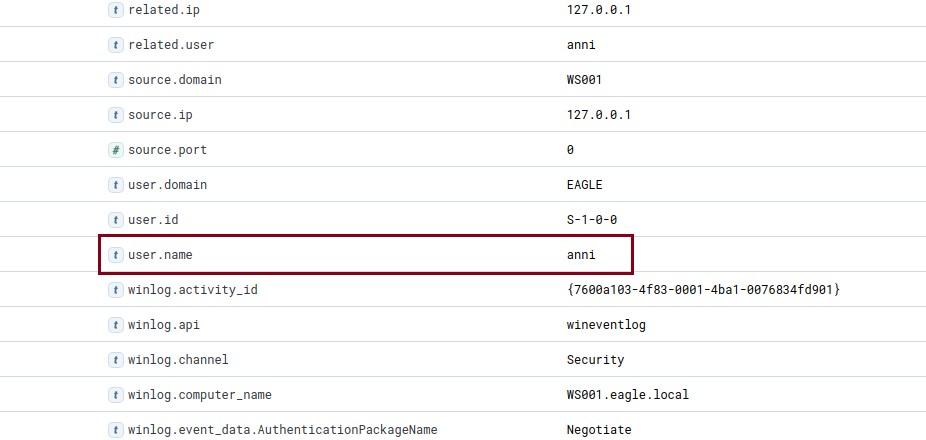 t related.ip 127.0.0.1
t related.user anni
t source.domain WS001
t source.ip 127.0.0.1
# source.port 0
t user.domain EAGLE
t user.id S-1-0-0
t user.name anni
t winlog.activity_id {7600a103-4f83-0001-4ba1-0076834fd901}
t winlog.api wineventlog
t winlog.channel Security
t winlog.computer_name WS001.eagle.local
t winlog.event_data.AuthenticationPackageName Negotiate